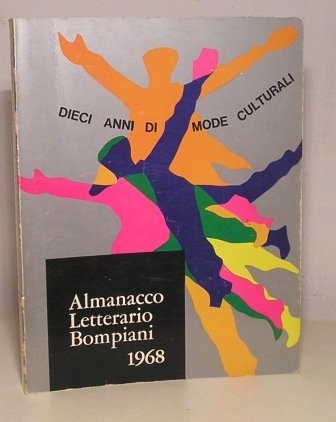 DIECI ANNI DI MODE CULTURALI
Almanacco
Letterario
Bompiani
1968